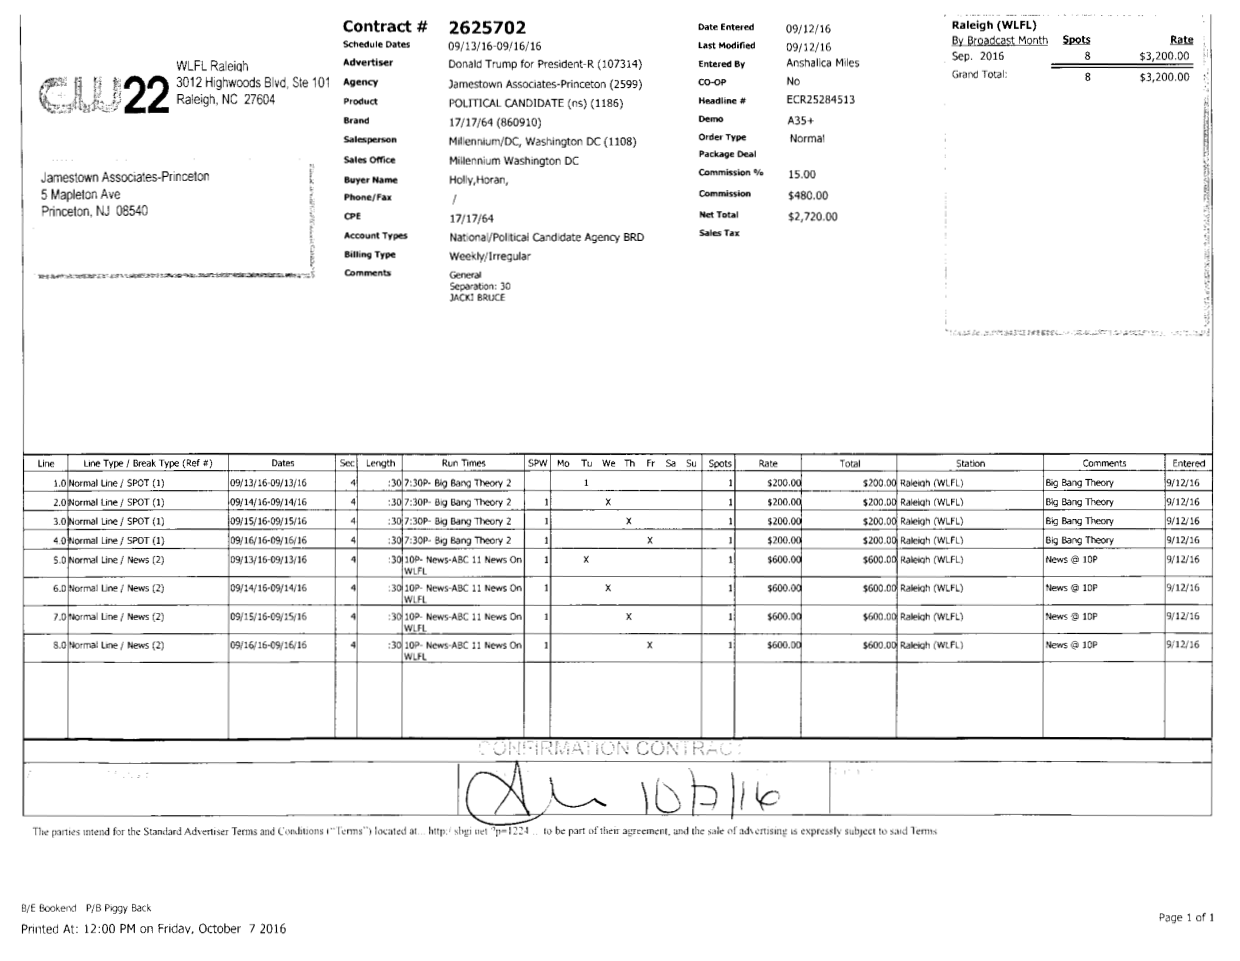 Contract # 2625702
Schedule Dates 09/13/16-09/16/16
Advertiser Donald Trump for President-R (107314)
Agency Jamestown Associates-Princeton (2599)
Product POLITICAL CANDIDATE (ns) (1186)
Brand 17/17/64 (860910)
Salesperson Millennium/DC, Washington DC (1108)
Sales Office Millennium Washington DC
Buyer Name Holly,Horan,
Phone/Fax /
CPE 17/17/64
Account Types National/Political Candidate Agency BRD
Billing Type Weekly/Irregular
Comments General
Separation: 30
JACKI BRUCE
CW22
WLFL Raleigh
3012 Highwoods Blvd, Ste 101
Raleigh, NC 27604
Jamestown Associates-Princeton
5 Mapleton Ave
Princeton, NJ 08540
Date Entered 09/12/16
Last Modified 09/12/16
Entered By Anshalica Miles
CO-OP No
Headline # ECR25284513
Demo A35+
Order Type Normal
Package Deal
Commission % 15.00
Commission $480.00
Net Total $2,720.00
Sales Tax
Raleigh (WLFL)
By Broadcast Month Spots Rate
Sep. 2016 8 $3,200.00
Grand Total: 8 $3,200.00
Line Line Type / Break Type (Ref #) Dates Sec Length Run Times SPW Mo Tu We Th Fr Sa Su Spots Rate Total Station Comments Entered
1.0 Normal Line / SPOT (1) 09/13/16-09/13/16 4 :30 7:30P- Big Bang Theory 2 1 1 $200.00 $200.00 Raleigh (WLFL) Big Bang Theory 9/12/16
2.0 Normal Line / SPOT (1) 09/14/16-09/14/16 4 :30 7:30P- Big Bang Theory 2 1 X 1 $200.00 $200.00 Raleigh (WLFL) Big Bang Theory 9/12/16
3.0 Normal Line / SPOT (1) 09/15/16-09/15/16 4 :30 7:30P- Big Bang Theory 2 1 X 1 $200.00 $200.00 Raleigh (WLFL) Big Bang Theory 9/12/16
4.0 Normal Line / SPOT (1) 09/16/16-09/16/16 4 :30 7:30P- Big Bang Theory 2 1 X 1 $200.00 $200.00 Raleigh (WLFL) Big Bang Theory 9/12/16
5.0 Normal Line / News (2) 09/13/16-09/13/16 4 :30 10P- News-ABC 11 News On 1 X 1 $600.00 $600.00 Raleigh (WLFL) News @ 10P 9/12/16
WLFL
6.0 Normal Line / News (2) 09/14/16-09/14/16 4 :30 10P- News-ABC 11 News On 1 X 1 $600.00 $600.00 Raleigh (WLFL) News @ 10P 9/12/16
WLFL
7.0 Normal Line / News (2) 09/15/16-09/15/16 4 :30 10P- News-ABC 11 News On 1 X 1 $600.00 $600.00 Raleigh (WLFL) News @ 10P 9/12/16
WLFL
8.0 Normal Line / News (2) 09/16/16-09/16/16 4 :30 10P- News-ABC 11 News On 1 X 1 $600.00 $600.00 Raleigh (WLFL) News @ 10P 9/12/16
WLFL
CONFIRMATION CONTRACT
10/7/16
The parties intend for the Standard Advertiser Terms and Conditions ("Terms") located at... http:/ sbgi net ?p=1224 .. to be part of their agreement, and the sale of advertising is expressly subject to said Terms
B/E Bookend P/B Piggy Back
Printed At: 12:00 PM on Friday, October 7 2016
Page 1 of 1